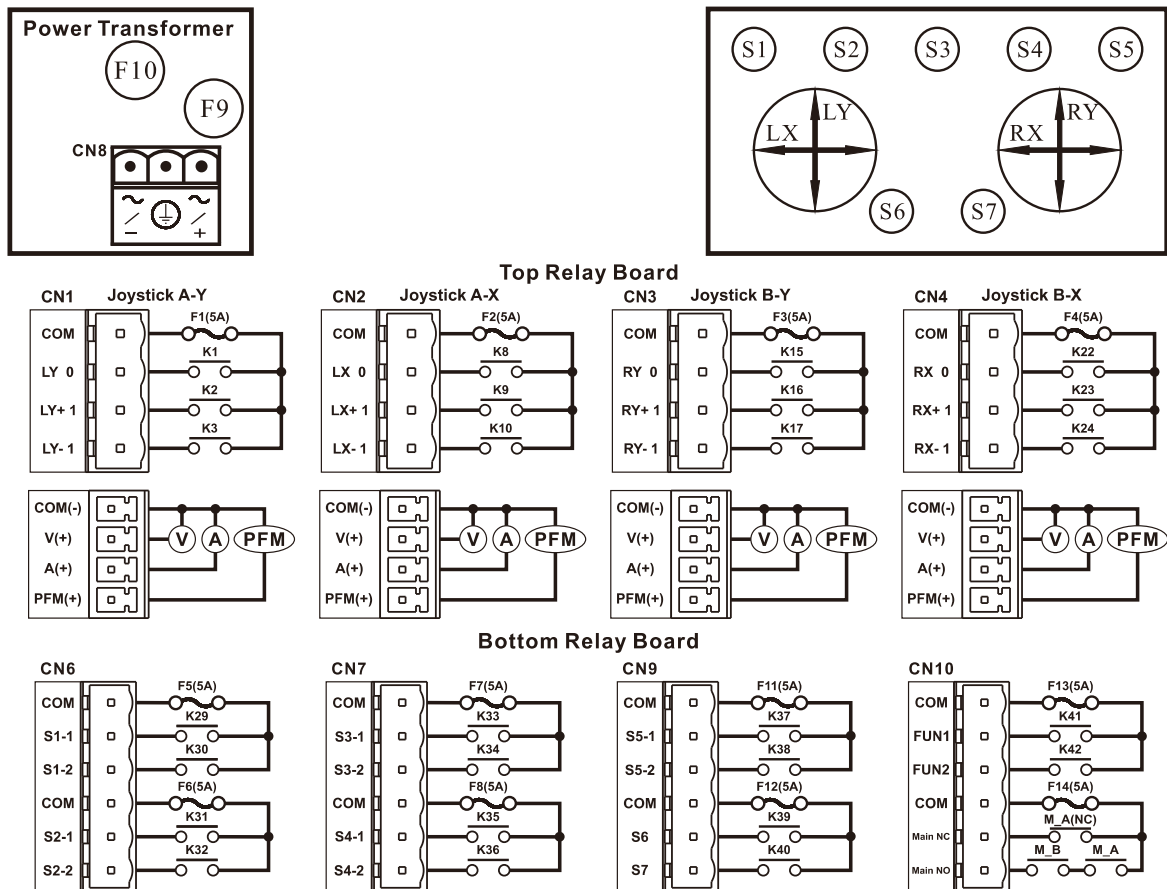 Power Transformer
F10
F9
CN8
~ ~
/ /
- +
S1 S2 S3 S4 S5
LX LY RX RY
S6 S7
Top Relay Board
CN1 Joystick A-Y
F1(5A)
COM
K1
LY 0
K2
LY+ 1
K3
LY- 1
CN2 Joystick A-X
F2(5A)
COM
K8
LX 0
K9
LX+ 1
K10
LX- 1
CN3 Joystick B-Y
F3(5A)
COM
K15
RY 0
K16
RY+ 1
K17
RY- 1
CN4 Joystick B-X
F4(5A)
COM
K22
RX 0
K23
RX+ 1
K24
RX- 1
COM(-)
V(+) V A PFM
A(+)
PFM(+)
COM(-)
V(+) V A PFM
A(+)
PFM(+)
COM(-)
V(+) V A PFM
A(+)
PFM(+)
COM(-)
V(+) V A PFM
A(+)
PFM(+)
Bottom Relay Board
CN6
F5(5A)
COM
K29
S1-1
K30
S1-2
F6(5A)
COM
K31
S2-1
K32
S2-2
CN7
F7(5A)
COM
K33
S3-1
K34
S3-2
F8(5A)
COM
K35
S4-1
K36
S4-2
CN9
F11(5A)
COM
K37
S5-1
K38
S5-2
F12(5A)
COM
K39
S6
K40
S7
CN10
F13(5A)
COM
K41
FUN1
K42
FUN2
F14(5A)
COM
M_A(NC)
Main NC
M_B M_A
Main NO